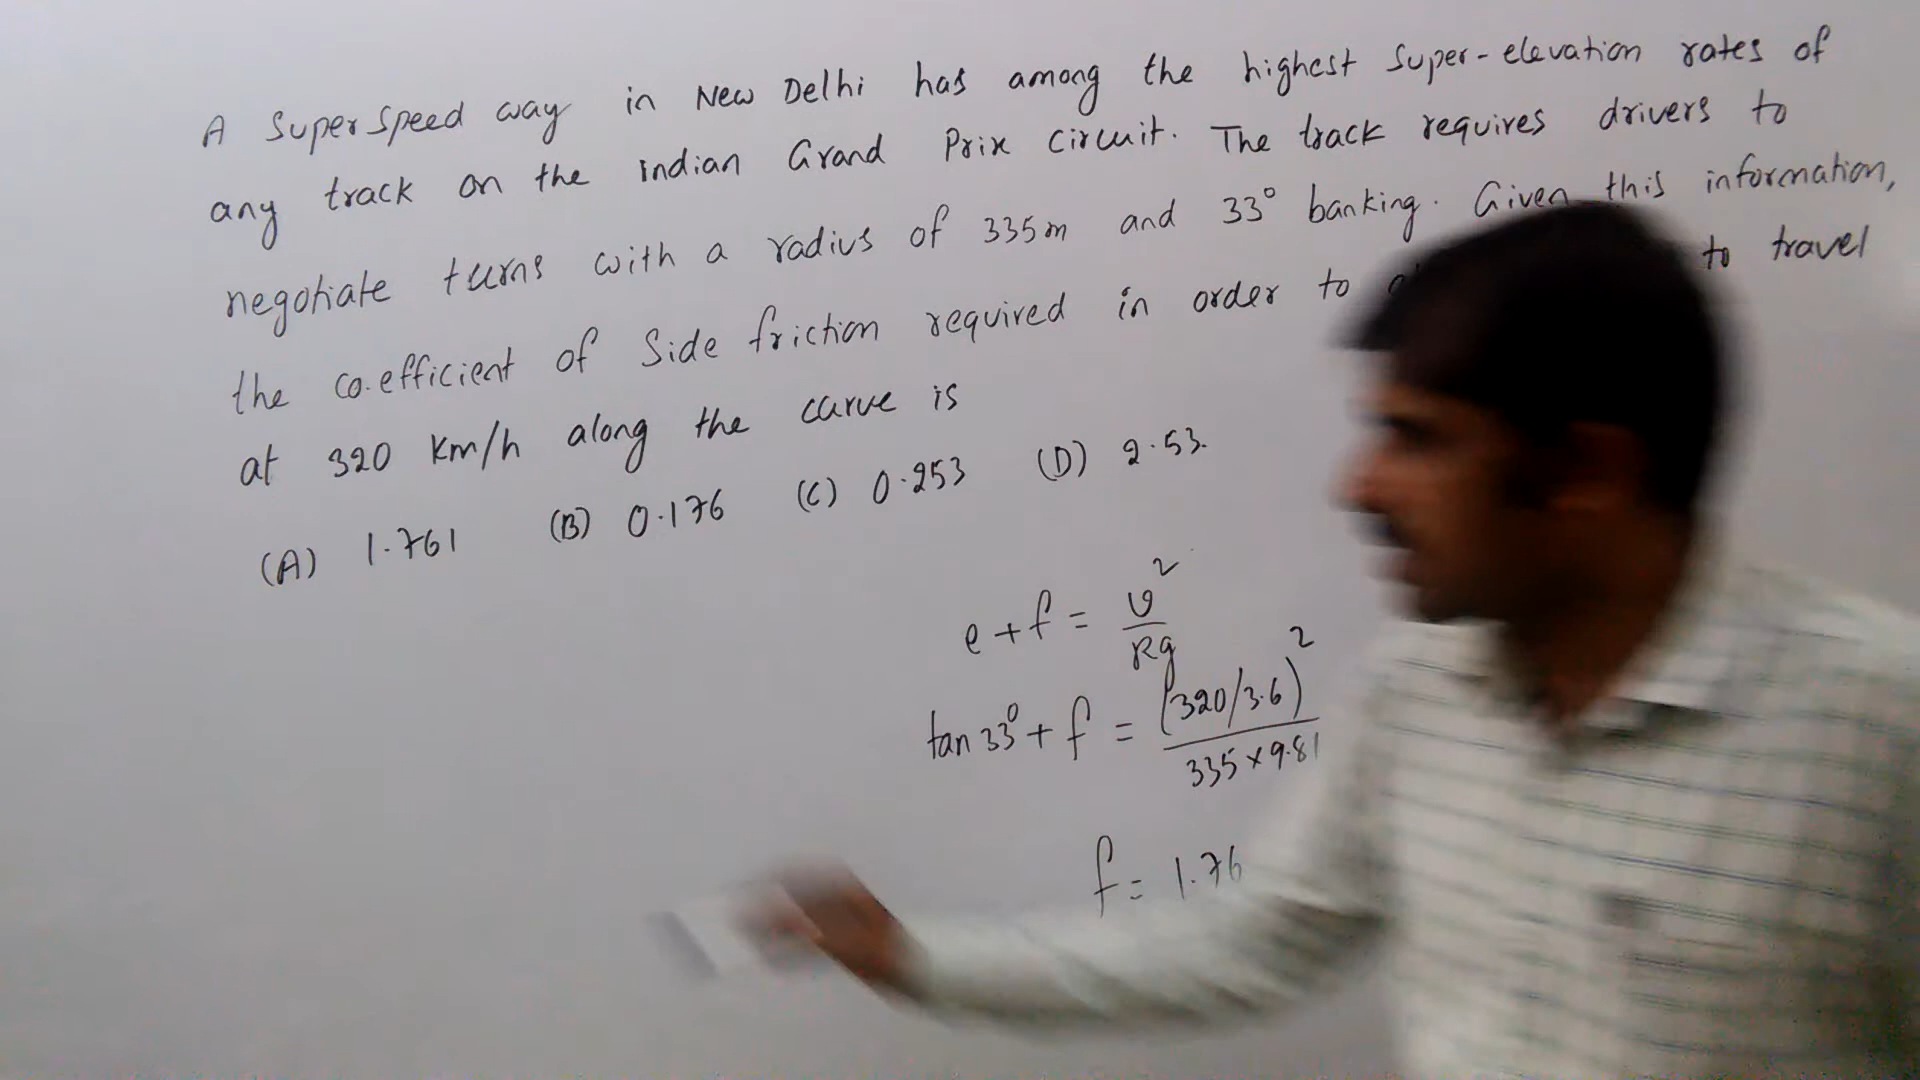 A Superspeed way in New Delhi has among the highest Super-elevation rates of
any track on the indian Grand Prix Circuit. The track requires drivers to
negotiate turns with a radius of 335m and 33° banking. Given this information,
the co.efficient of Side friction required in order to to travel
at 320 Km/h along the curve is
(A) 1.761 (B) 0.176 (C) 0.253 (D) 2.53.
e + f = v²/Rg
tan 33° + f = (320/3.6)²/335 × 9.81
f = 1.76